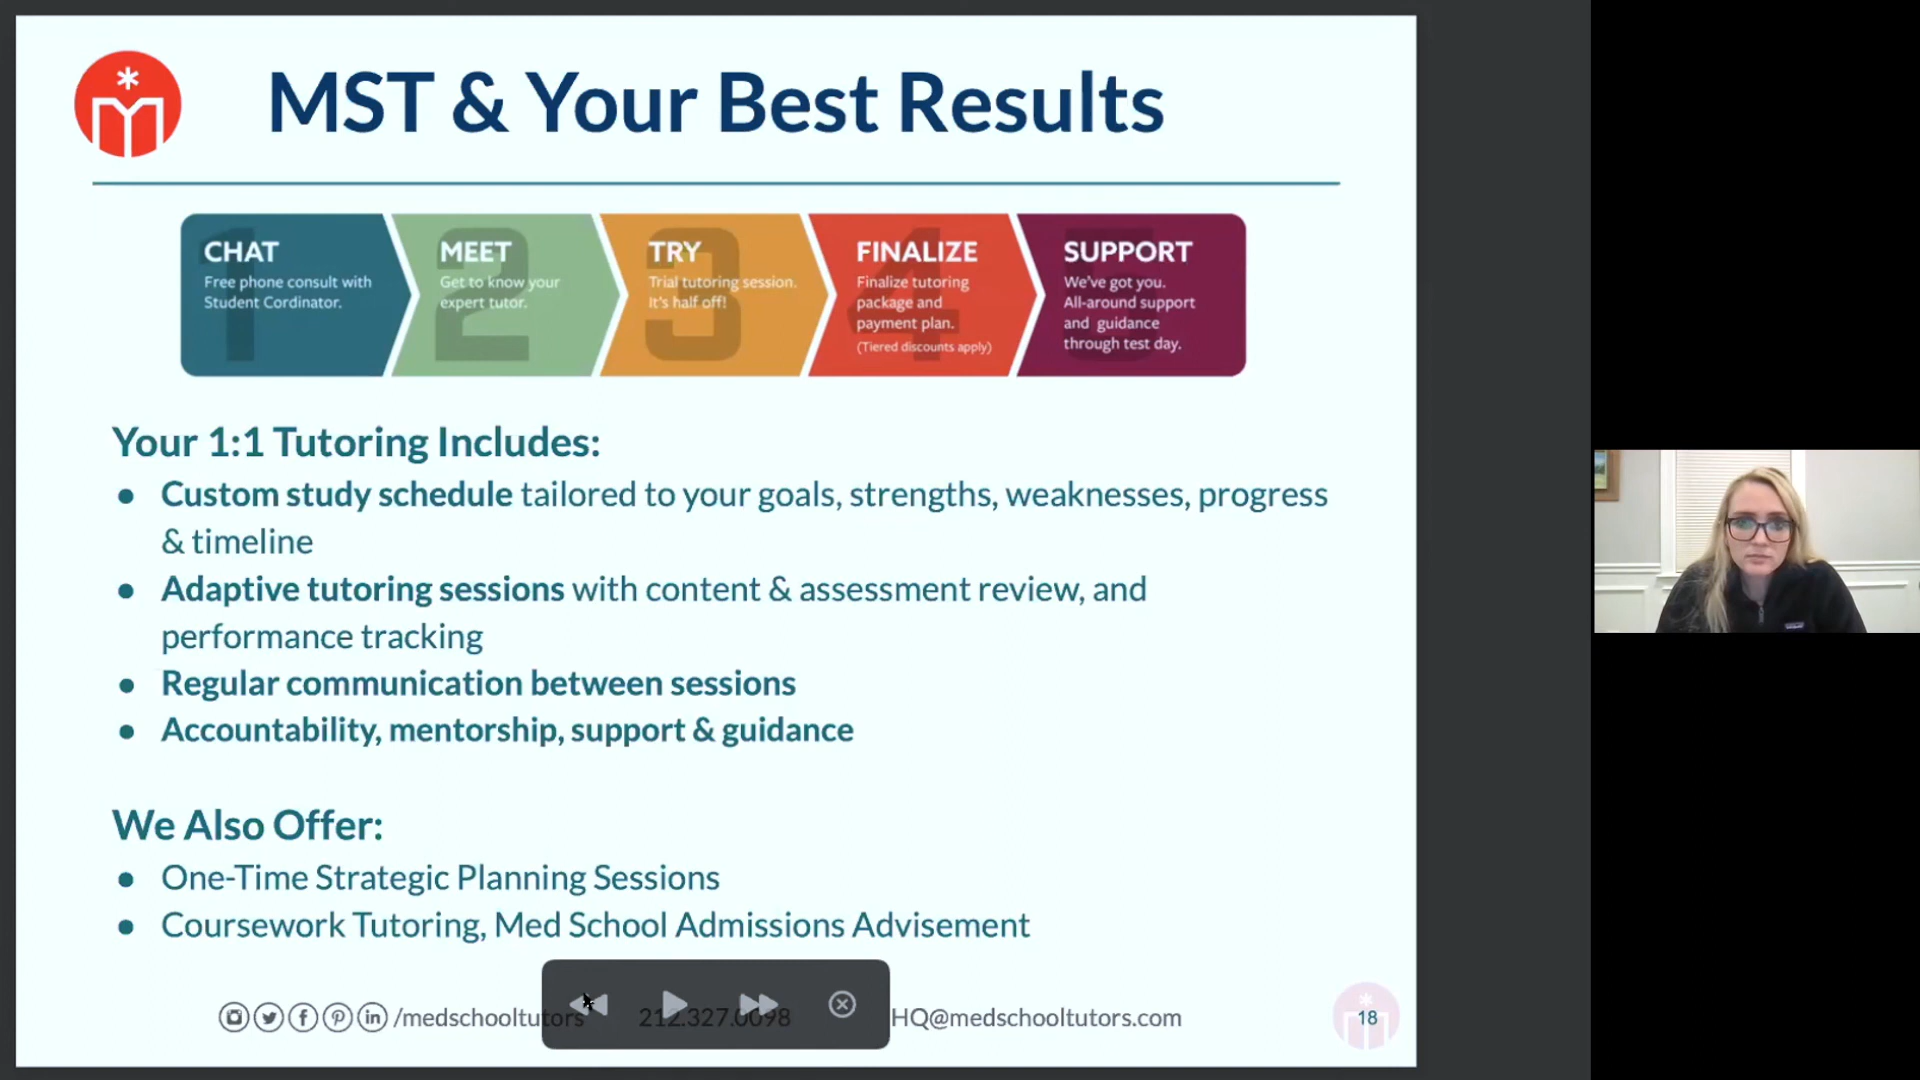 MST & Your Best Results
1
CHAT
Free phone consult with
Student Cordinator.
2
MEET
Get to know your
expert tutor.
3
TRY
Trial tutoring session.
It's half off!
4
FINALIZE
Finalize tutoring
package and
payment plan.
(Tiered discounts apply)
5
SUPPORT
We've got you.
All-around support
and guidance
through test day.
Your 1:1 Tutoring Includes:
● Custom study schedule tailored to your goals, strengths, weaknesses, progress
& timeline
● Adaptive tutoring sessions with content & assessment review, and
performance tracking
● Regular communication between sessions
● Accountability, mentorship, support & guidance
We Also Offer:
● One-Time Strategic Planning Sessions
● Coursework Tutoring, Med School Admissions Advisement
/medschooltutors 212.327.0098 HQ@medschooltutors.com 18